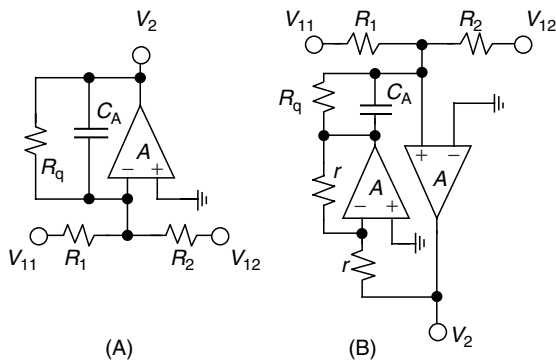 V2
Rq
CA
A
− +
V11
R1
R2
V12
(A)
V11
R1
R2
V12
Rq
CA
r
A
− +
+ −
A
r
V2
(B)